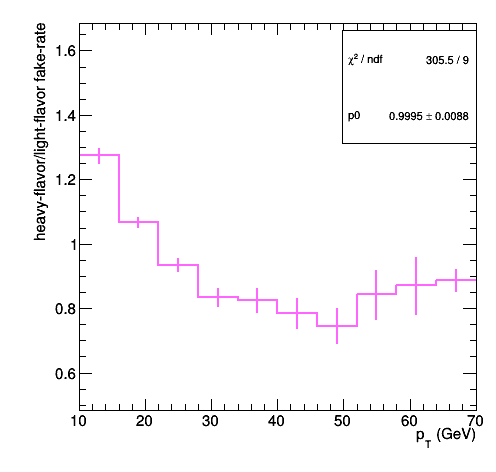 heavy-flavor/light-flavor fake-rate
1.6
1.4
1.2
1
0.8
0.6
χ² / ndf 305.5 / 9
p0 0.9995 ± 0.0088
10 20 30 40 50 60 70
p_T (GeV)